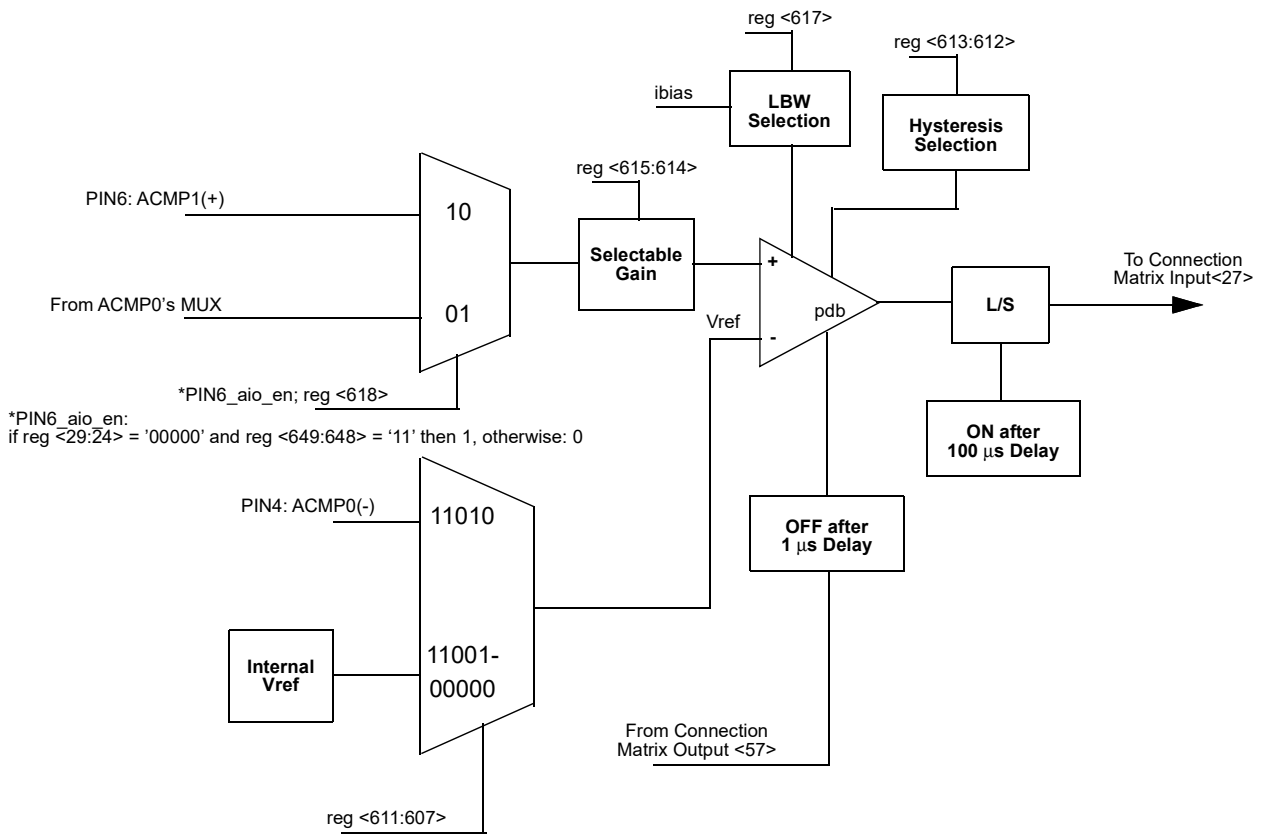 reg <617>
reg <613:612>
ibias
LBW
Selection
Hysteresis
Selection
reg <615:614>
PIN6: ACMP1(+)
10
Selectable
Gain
+
To Connection
Matrix Input<27>
From ACMP0's MUX
01
L/S
pdb
Vref
-
*PIN6_aio_en; reg <618>
*PIN6_aio_en:
if reg <29:24> = '00000' and reg <649:648> = ‘11’ then 1, otherwise: 0
ON after
100 μs Delay
PIN4: ACMP0(-)
11010
OFF after
1 μs Delay
Internal
Vref
11001-
00000
From Connection
Matrix Output <57>
reg <611:607>